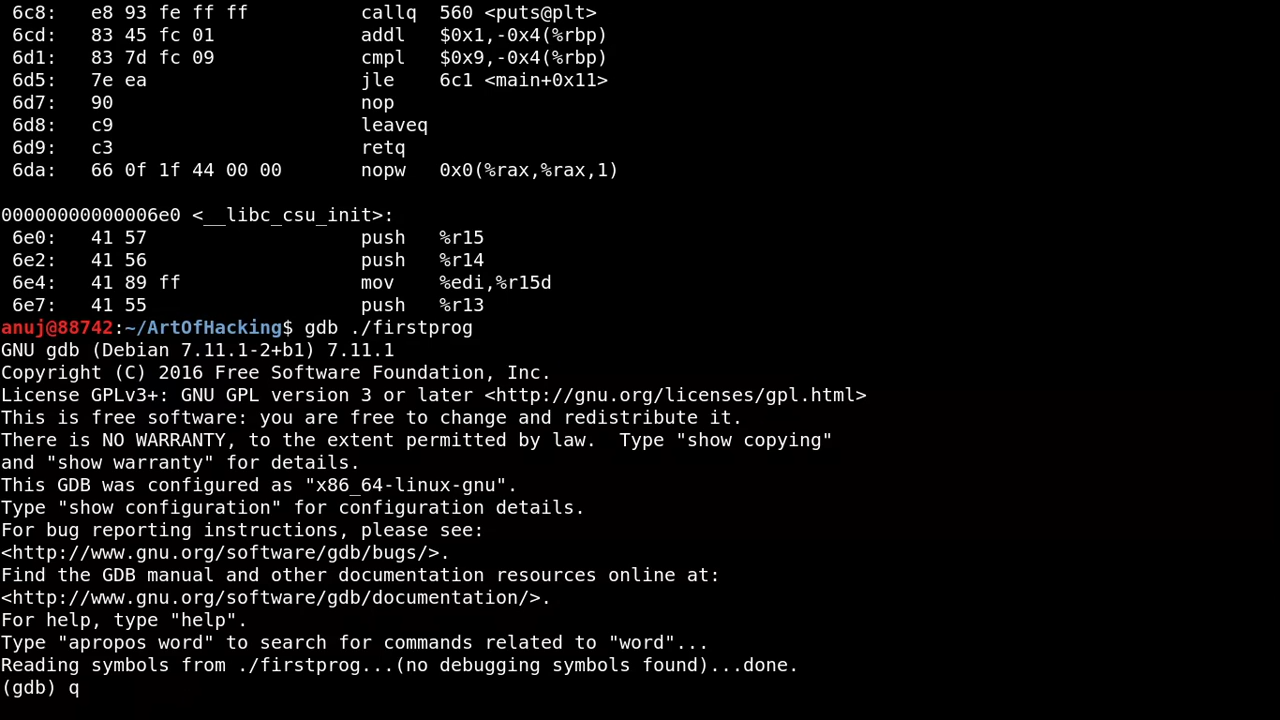 6c8: e8 93 fe ff ff callq 560 <puts@plt>
6cd: 83 45 fc 01 addl $0x1,-0x4(%rbp)
6d1: 83 7d fc 09 cmpl $0x9,-0x4(%rbp)
6d5: 7e ea jle 6c1 <main+0x11>
6d7: 90 nop
6d8: c9 leaveq
6d9: c3 retq
6da: 66 0f 1f 44 00 00 nopw 0x0(%rax,%rax,1)
00000000000006e0 <__libc_csu_init>:
6e0: 41 57 push %r15
6e2: 41 56 push %r14
6e4: 41 89 ff mov %edi,%r15d
6e7: 41 55 push %r13
anuj@88742:~/ArtOfHacking$ gdb ./firstprog
GNU gdb (Debian 7.11.1-2+b1) 7.11.1
Copyright (C) 2016 Free Software Foundation, Inc.
License GPLv3+: GNU GPL version 3 or later <http://gnu.org/licenses/gpl.html>
This is free software: you are free to change and redistribute it.
There is NO WARRANTY, to the extent permitted by law.  Type "show copying"
and "show warranty" for details.
This GDB was configured as "x86_64-linux-gnu".
Type "show configuration" for configuration details.
For bug reporting instructions, please see:
<http://www.gnu.org/software/gdb/bugs/>.
Find the GDB manual and other documentation resources online at:
<http://www.gnu.org/software/gdb/documentation/>.
For help, type "help".
Type "apropos word" to search for commands related to "word"...
Reading symbols from ./firstprog...(no debugging symbols found)...done.
(gdb) q